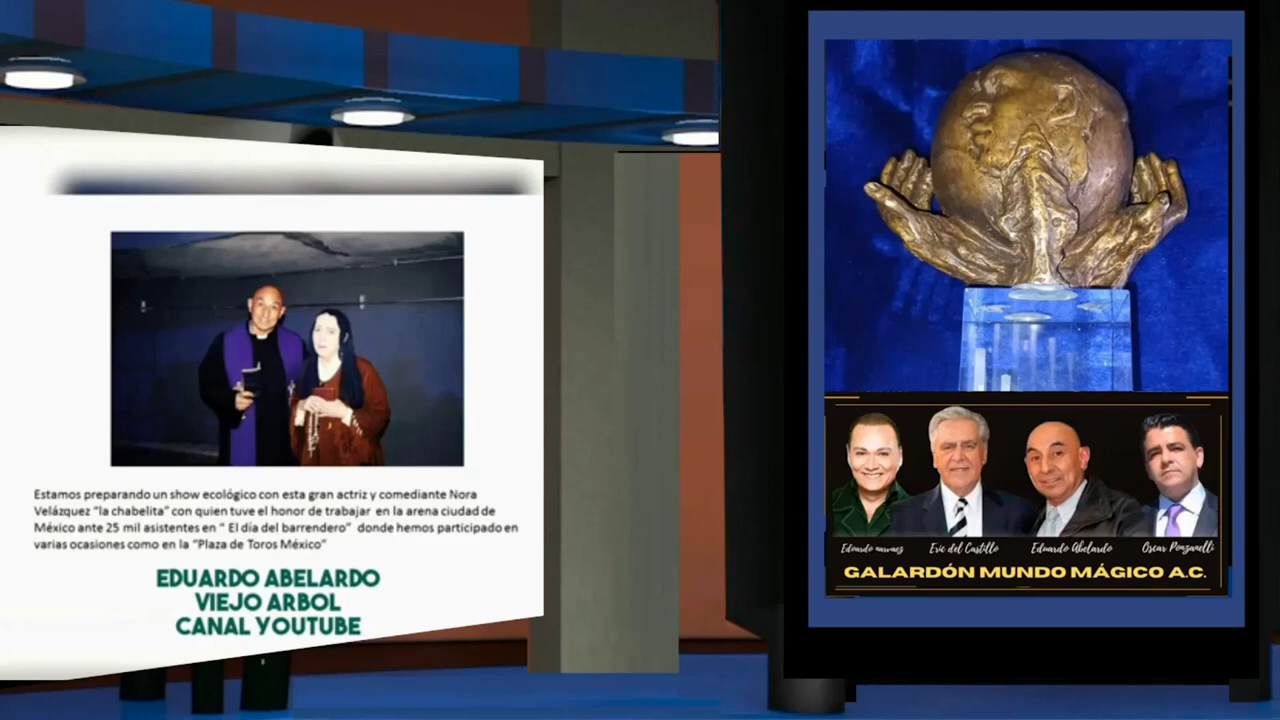 Estamos preparando un show ecológico con esta gran actriz y comediante Nora
Velázquez "la chabelita" con quien tuve el honor de trabajar en la arena ciudad de
México ante 25 mil asistentes en " El día del barrendero" donde hemos participado en
varias ocasiones como en la "Plaza de Toros México"
EDUARDO ABELARDO
VIEJO ARBOL
CANAL YOUTUBE
Edoardo narvaez
Eric del Castillo
Eduardo Abelardo
Oscar Ponzanelli
GALARDÓN MUNDO MÁGICO A.C.